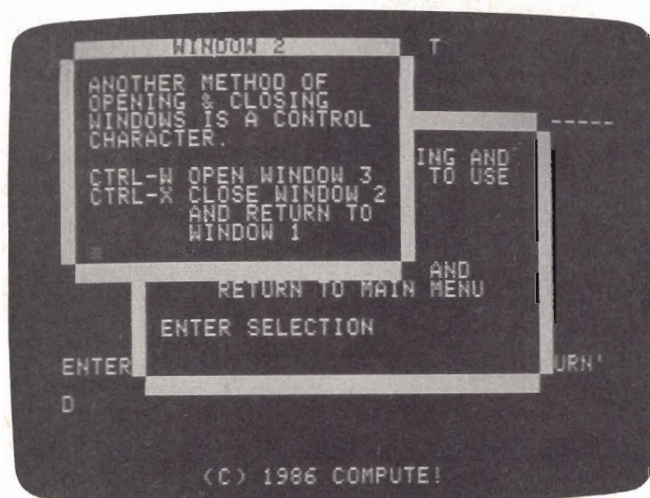 WINDOW 2
T
ANOTHER METHOD OF
OPENING & CLOSING
WINDOWS IS A CONTROL
CHARACTER.
-----
ING AND
CTRL-W OPEN WINDOW 3
TO USE
CTRL-X CLOSE WINDOW 2
AND RETURN TO
WINDOW 1
AND
RETURN TO MAIN MENU
ENTER SELECTION
ENTER
URN'
D
(C) 1986 COMPUTE!